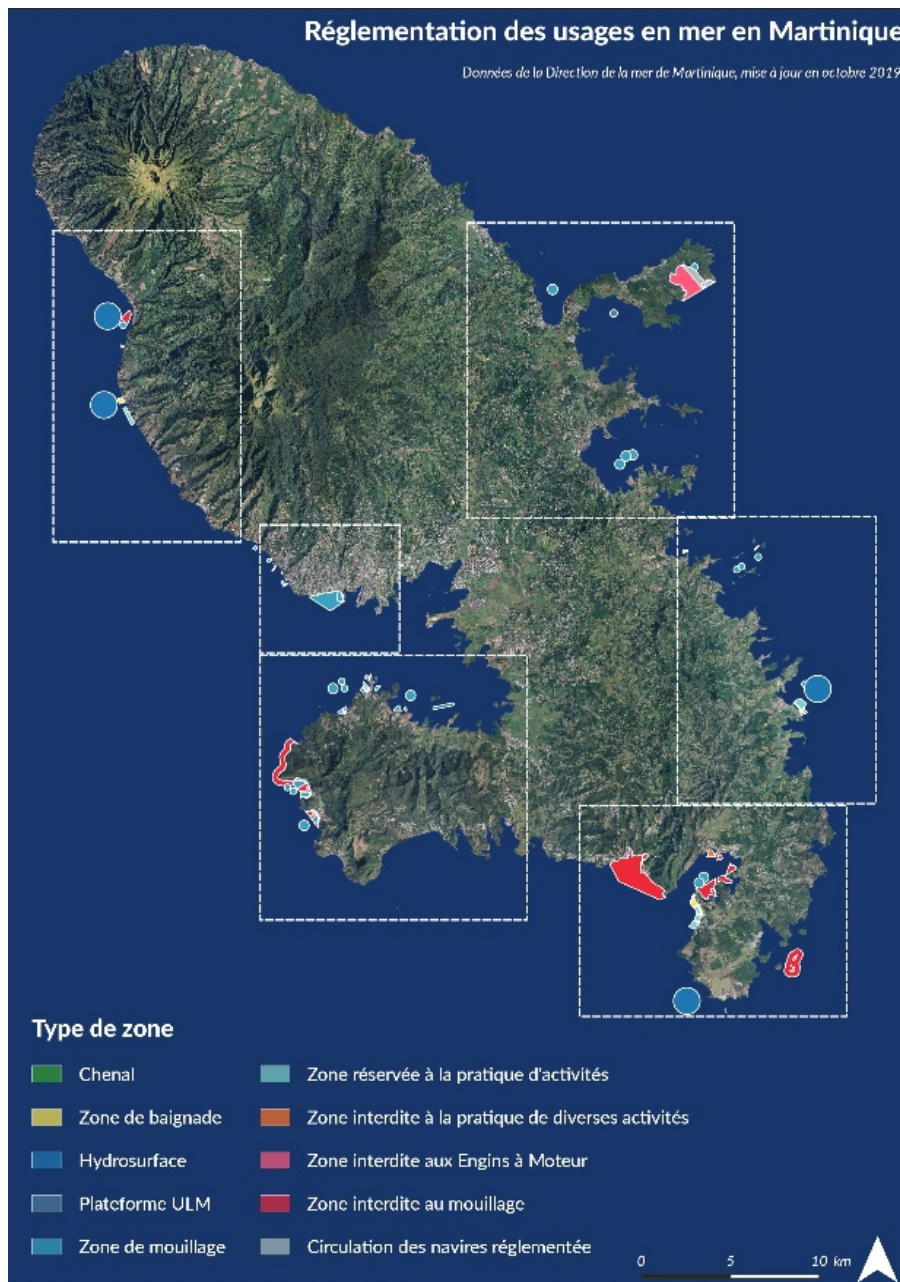 Réglementation des usages en mer en Martinique
Données de la Direction de la mer de Martinique, mise à jour en octobre 2019
Type de zone
Chenal
Zone de baignade
Hydrosurface
Plateforme ULM
Zone de mouillage
Zone réservée à la pratique d'activités
Zone interdite à la pratique de diverses activités
Zone interdite aux Engins à Moteur
Zone interdite au mouillage
Circulation des navires réglementée
0 5 10 km